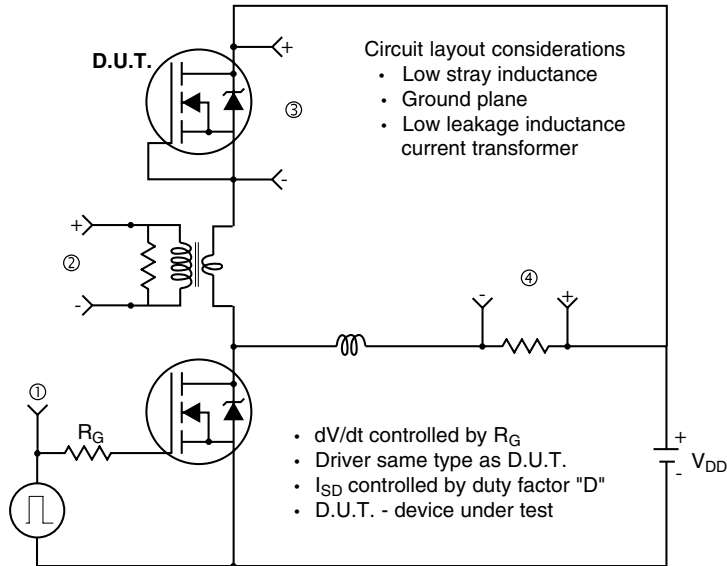 D.U.T.
+
③
-
Circuit layout considerations
• Low stray inductance
• Ground plane
• Low leakage inductance
current transformer
+
②
-
④
-
+
①
R_G
• dV/dt controlled by R_G
• Driver same type as D.U.T.
• I_SD controlled by duty factor "D"
• D.U.T. - device under test
+
V_DD
-